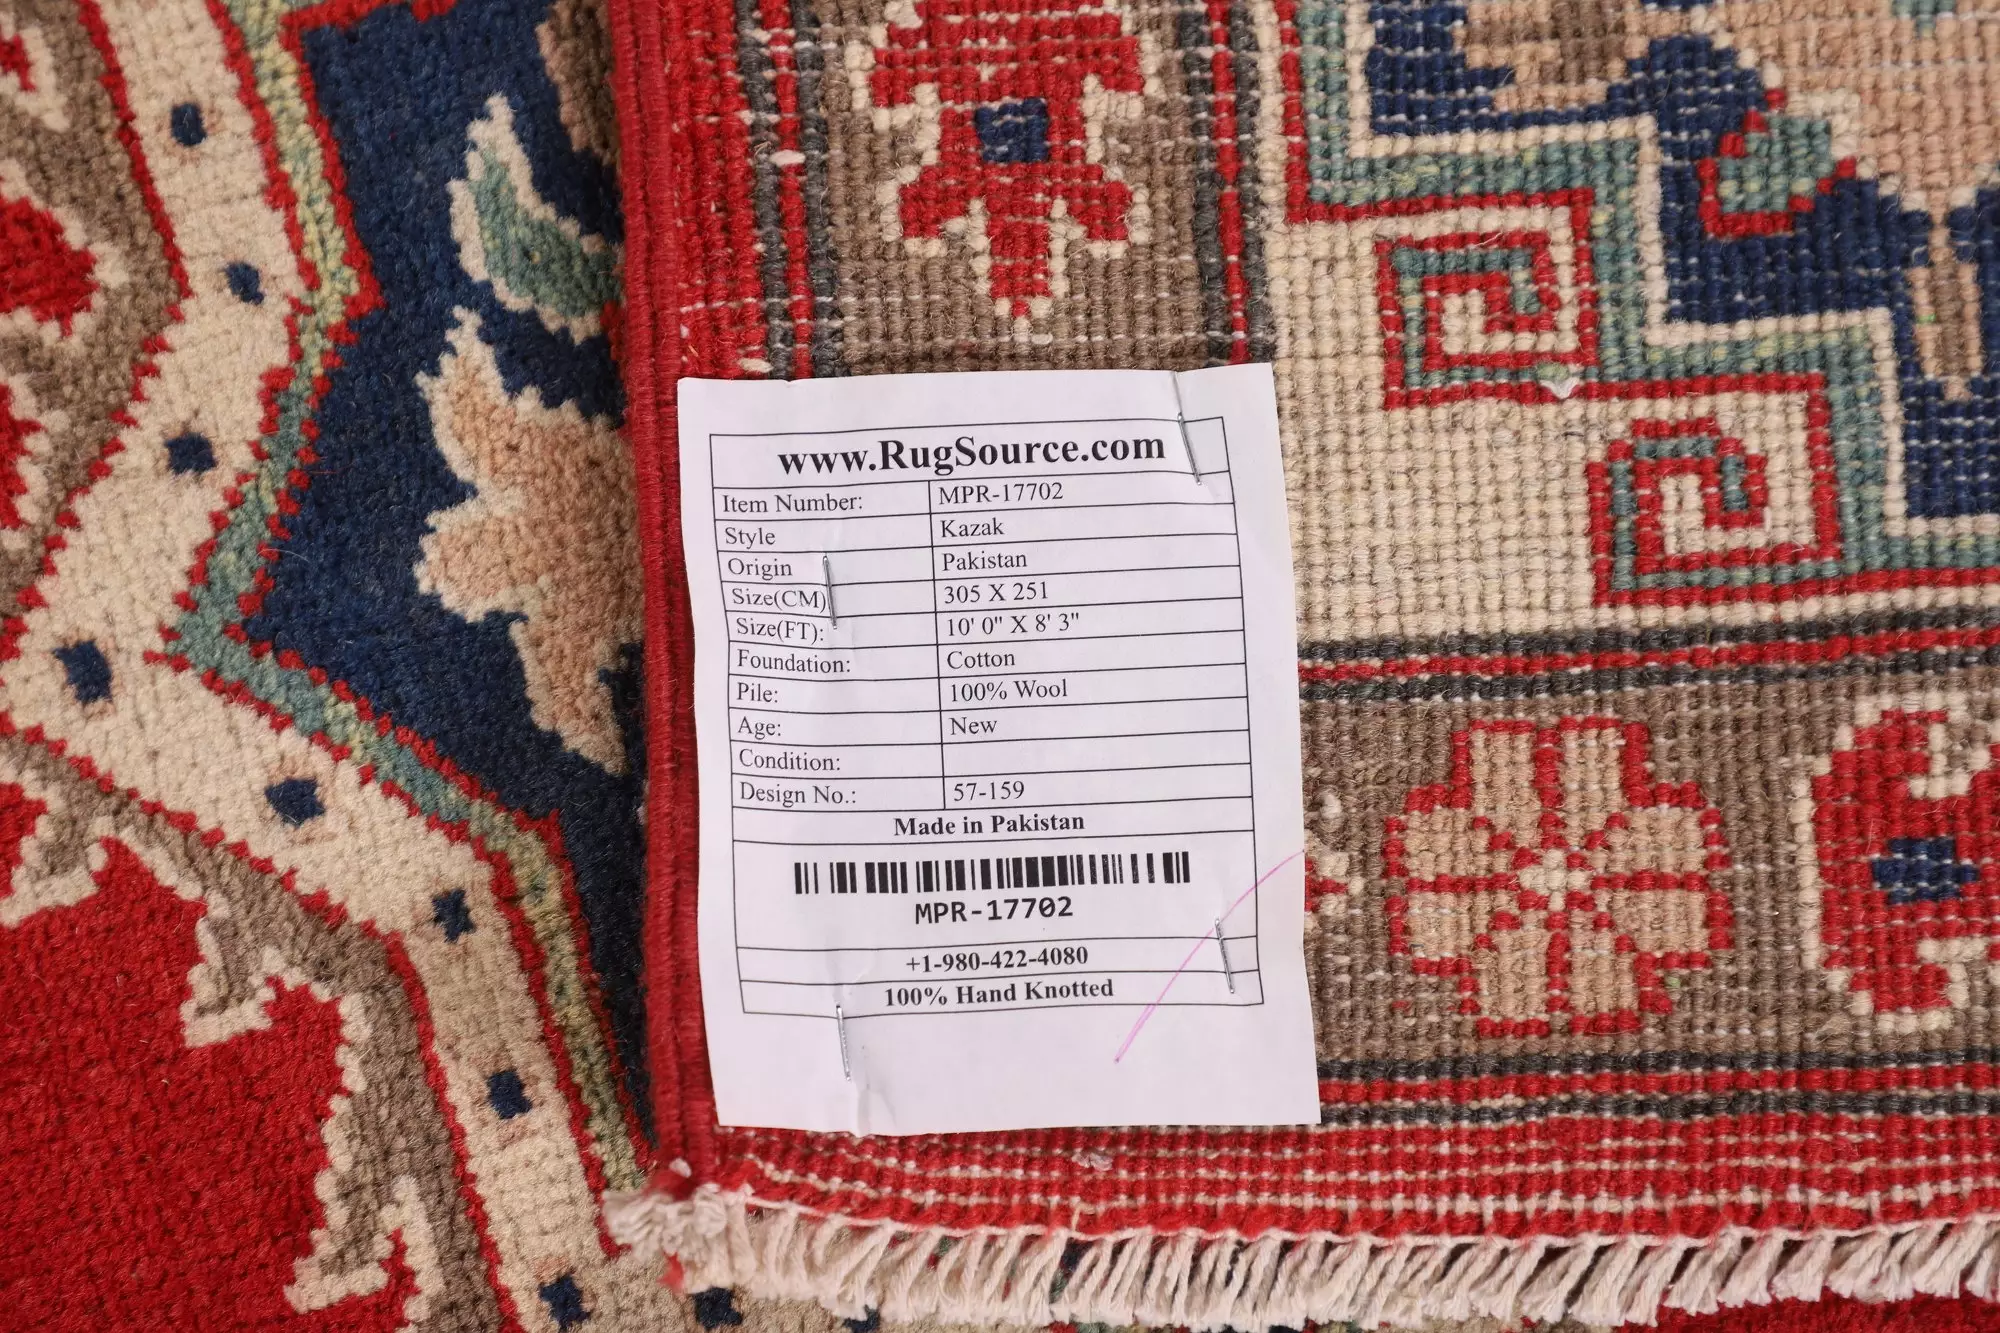 www.RugSource.com
Item Number: MPR-17702
Style Kazak
Origin Pakistan
Size(CM) 305 X 251
Size(FT): 10' 0" X 8' 3"
Foundation: Cotton
Pile: 100% Wool
Age: New
Condition:
Design No.: 57-159
Made in Pakistan
MPR-17702
+1-980-422-4080
100% Hand Knotted